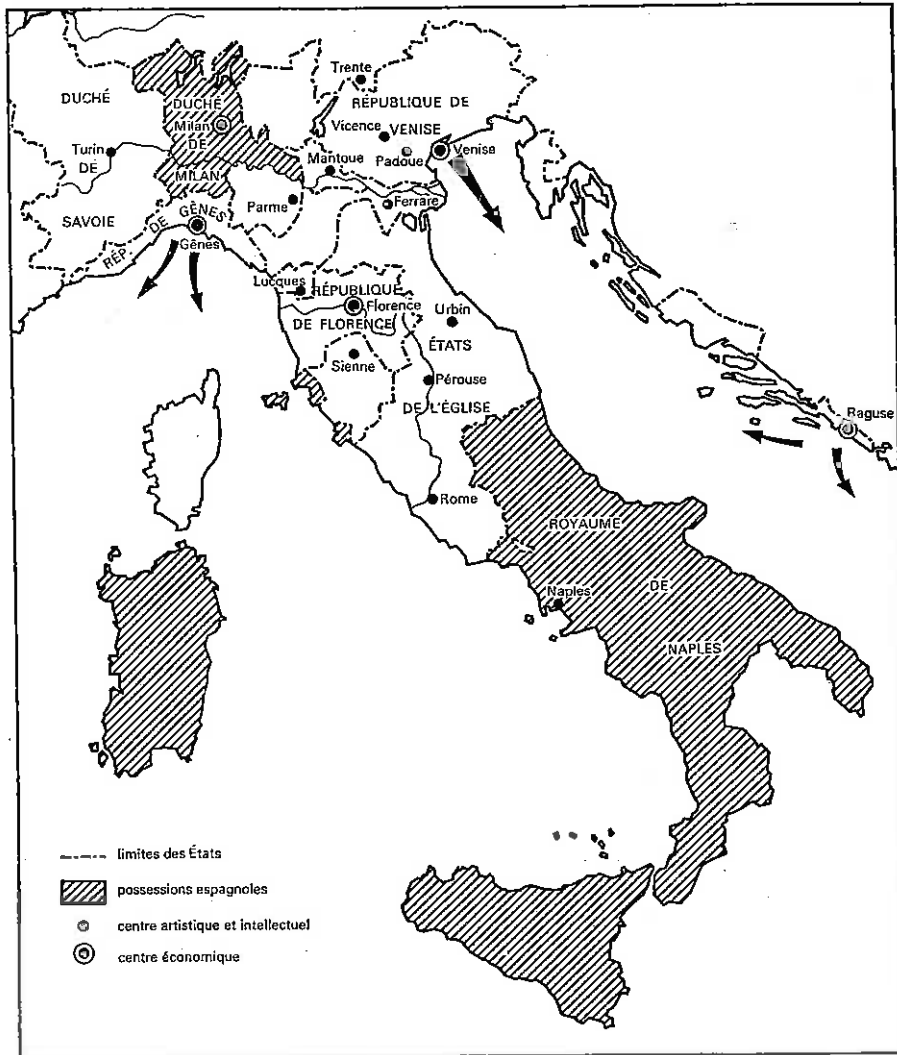 Trente
DUCHÉ
DUCHÉ
RÉPUBLIQUE DE
Milan
Vicence
VENISE
Venise
Turin
DE
Padoue
DE
Mantoue
MILAN
Parme
Ferrare
SAVOIE
RÉP. DE GÊNES
Gênes
Lucques
RÉPUBLIQUE
Florence
Urbin
DE FLORENCE
ÉTATS
Sienne
Pérouse
DE L'ÉGLISE
Raguse
Rome
ROYAUME
DE
Naples
NAPLES
limites des États
possessions espagnoles
centre artistique et intellectuel
centre économique